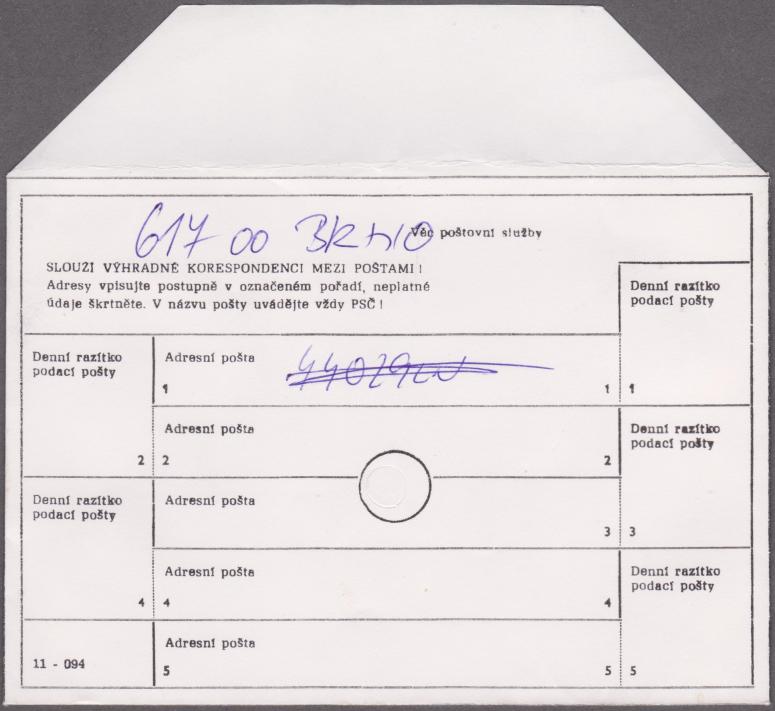 617 00 BRNO
Věc poštovní služby
SLOUŽÍ VÝHRADNĚ KORESPONDENCI MEZI POŠTAMI!
Adresy vpisujte postupně v označeném pořadí, neplatné
údaje škrtněte. V názvu pošty uvádějte vždy PSČ!
Denní razítko
podací pošty
1
Adresní pošta
1 1
Denní razítko
podací pošty
2
Adresní pošta
2 2
Denní razítko
podací pošty
3
Adresní pošta
3
Denní razítko
podací pošty
4
Adresní pošta
4 4
Denní razítko
podací pošty
5
Adresní pošta
5 5
11 - 094